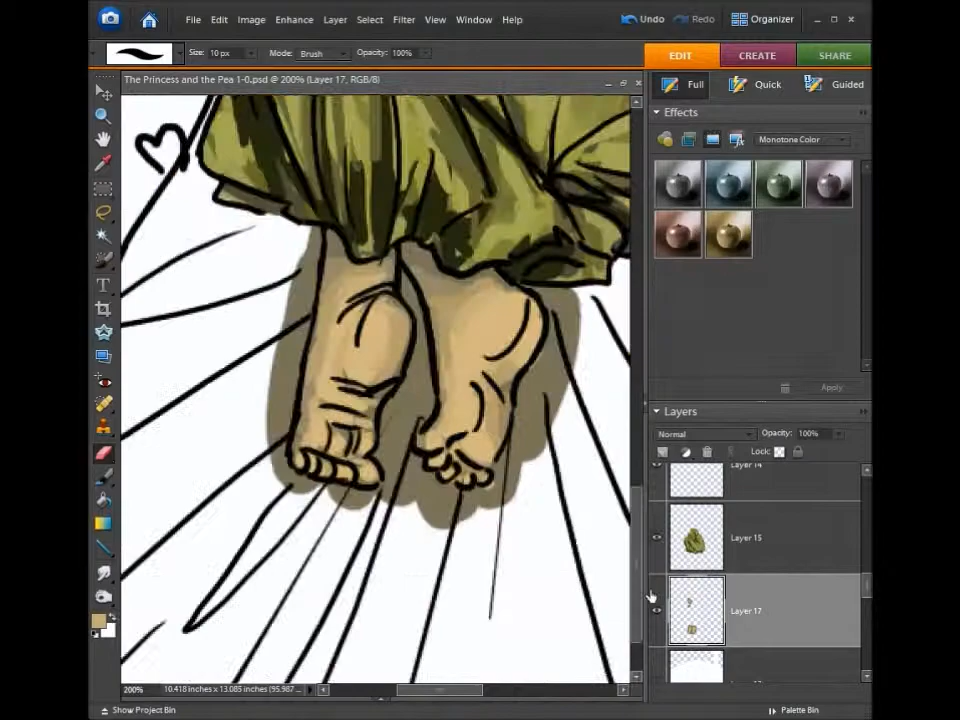 File Edit Image Enhance Layer Select Filter View Window Help Undo Redo Organizer
Size: 10 px Mode: Brush Opacity: 100% EDIT CREATE SHARE
The Princess and the Pea 1-0.psd @ 200% (Layer 17, RGB/8)
Full Quick Guided
Effects
Monotone Color
Apply
Layers
Normal Opacity: 100%
Lock:
Layer 14
Layer 15
Layer 17
200% 10.418 inches x 13.085 inches (95.987 ...
Show Project Bin Palette Bin